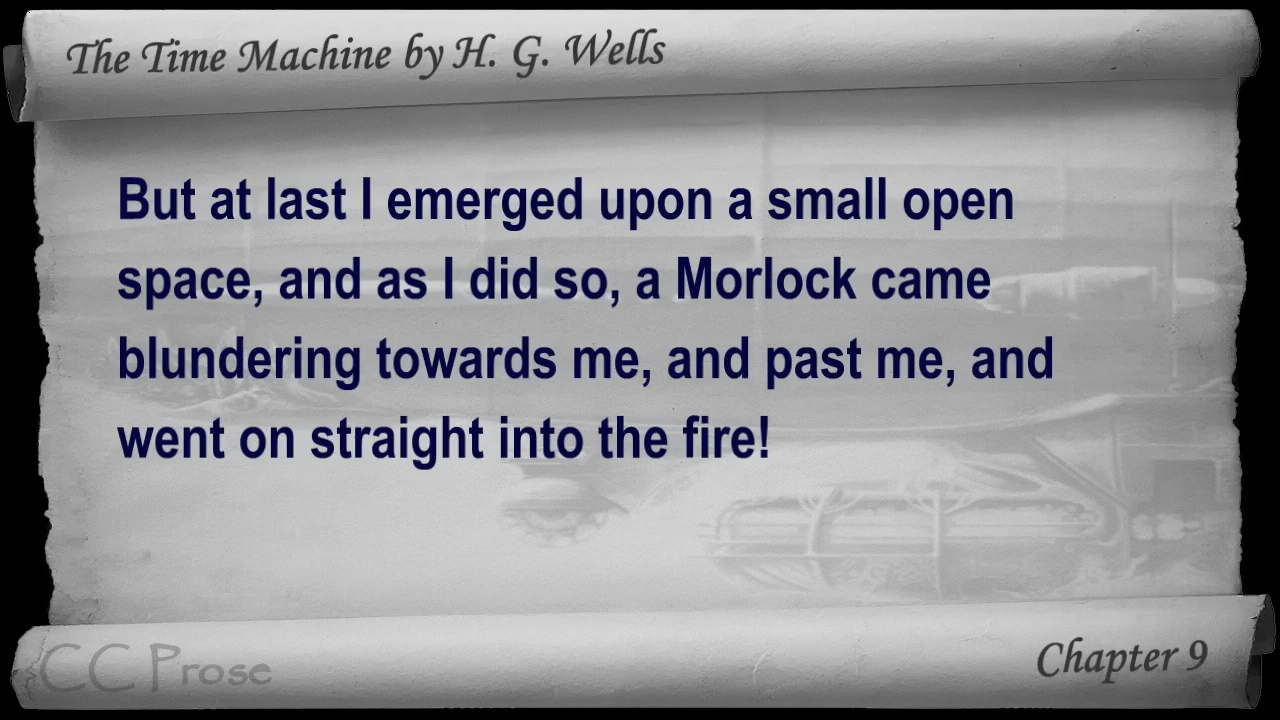 The Time Machine by H. G. Wells
But at last I emerged upon a small open
space, and as I did so, a Morlock came
blundering towards me, and past me, and
went on straight into the fire!
CC Prose
Chapter 9